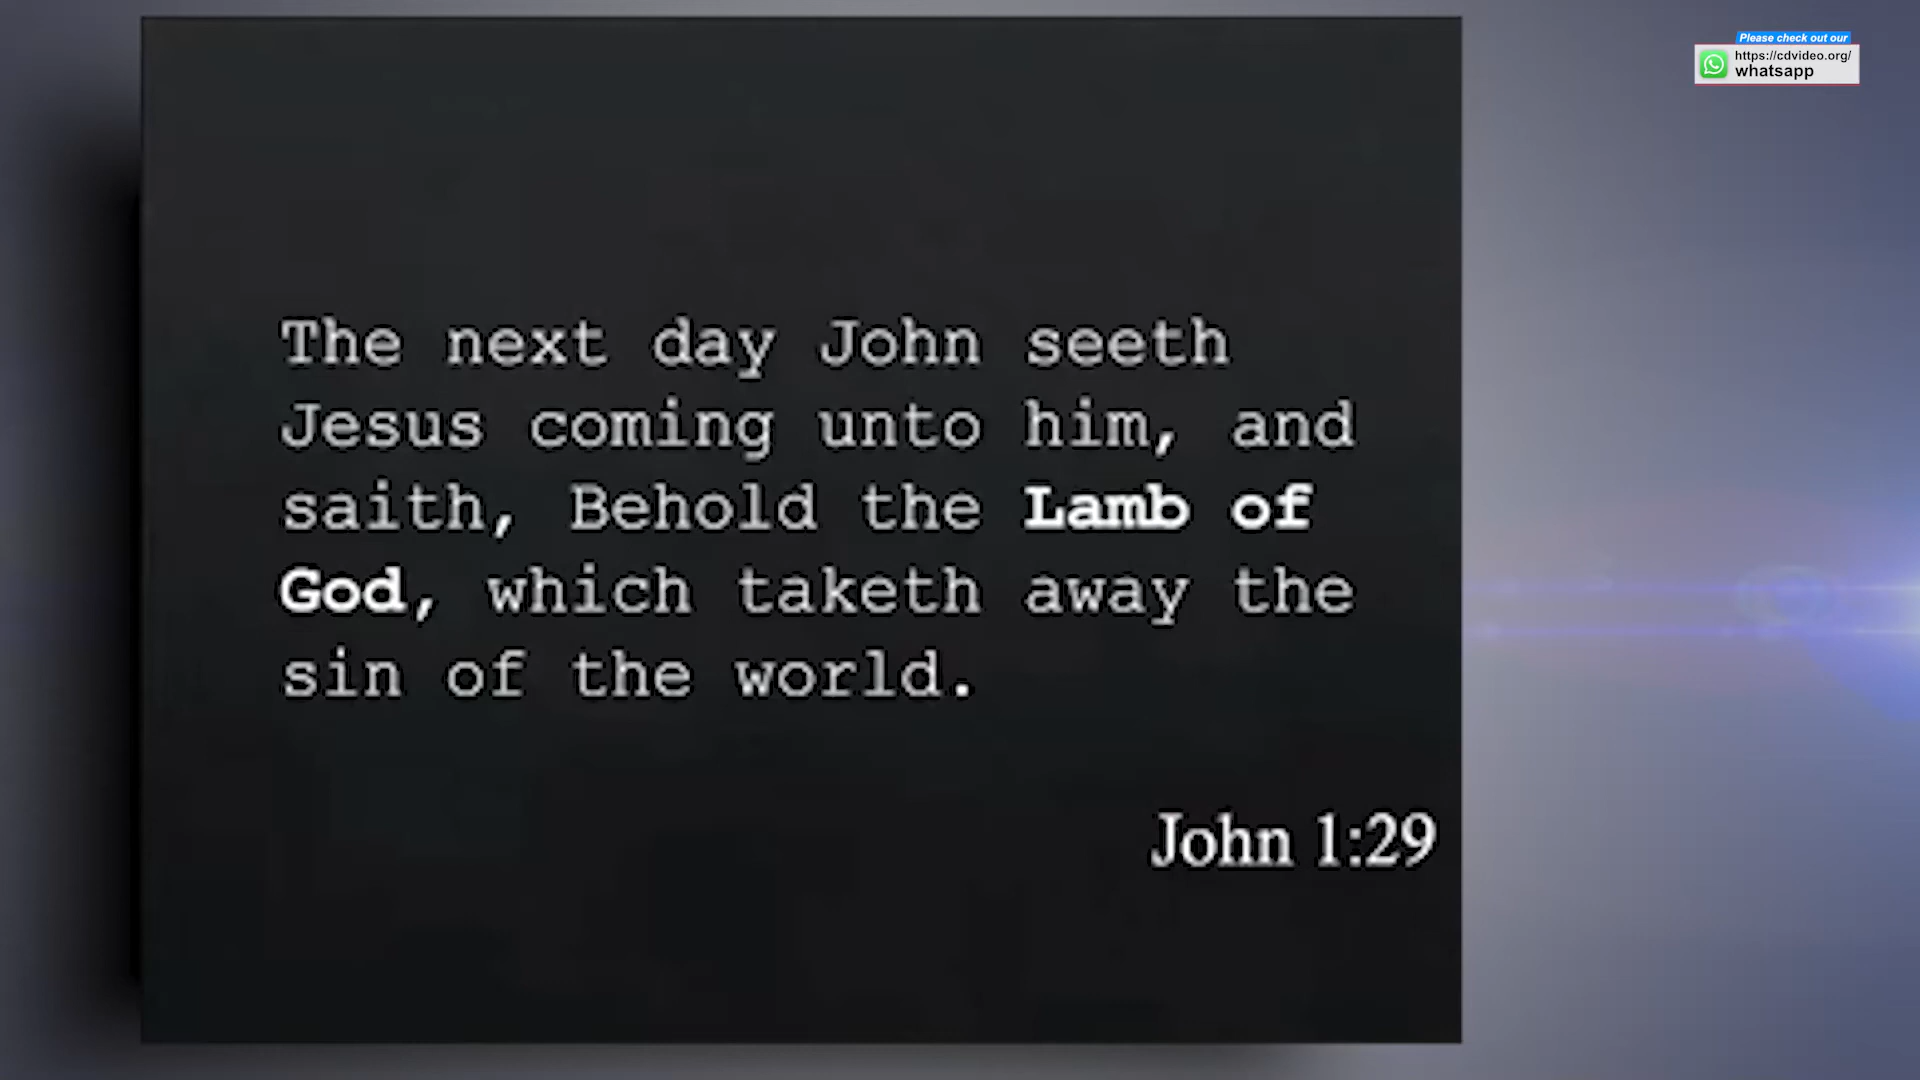 Please check out our
https://cdvideo.org/
whatsapp
The next day John seeth
Jesus coming unto him, and
saith, Behold the Lamb of
God, which taketh away the
sin of the world.
John 1:29